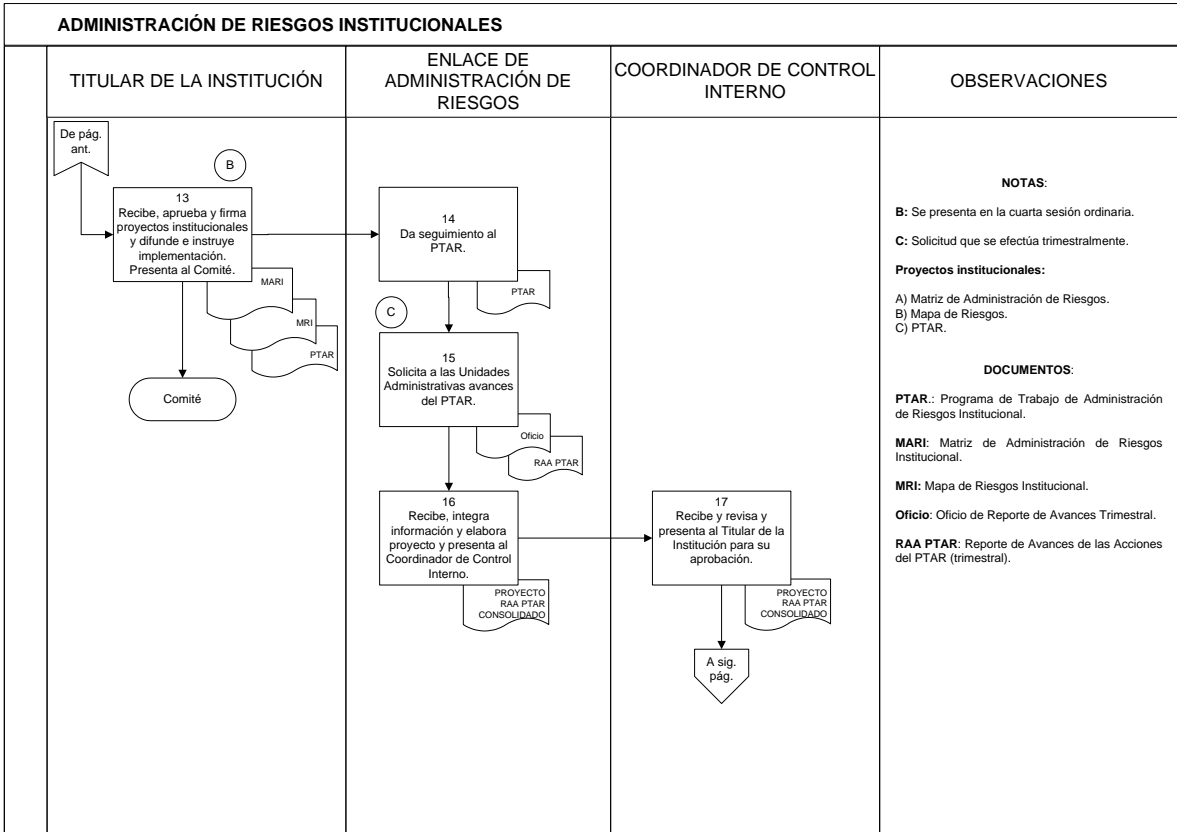 ADMINISTRACIÓN DE RIESGOS INSTITUCIONALES
TITULAR DE LA INSTITUCIÓN
ENLACE DE
ADMINISTRACIÓN DE
RIESGOS
COORDINADOR DE CONTROL
INTERNO
OBSERVACIONES
De pág.
ant.
B
13
Recibe, aprueba y firma
proyectos institucionales
y difunde e instruye
implementación.
Presenta al Comité.
MARI
MRI
PTAR
Comité
14
Da seguimiento al
PTAR.
PTAR
C
15
Solicita a las Unidades
Administrativas avances
del PTAR.
Oficio
RAA PTAR
16
Recibe, integra
información y elabora
proyecto y presenta al
Coordinador de Control
Interno.
PROYECTO
RAA PTAR
CONSOLIDADO
17
Recibe y revisa y
presenta al Titular de la
Institución para su
aprobación.
PROYECTO
RAA PTAR
CONSOLIDADO
A sig.
pág.
NOTAS:
B: Se presenta en la cuarta sesión ordinaria.
C: Solicitud que se efectúa trimestralmente.
Proyectos institucionales:
A) Matriz de Administración de Riesgos.
B) Mapa de Riesgos.
C) PTAR.
DOCUMENTOS:
PTAR.: Programa de Trabajo de Administración
de Riesgos Institucional.
MARI: Matriz de Administración de Riesgos
Institucional.
MRI: Mapa de Riesgos Institucional.
Oficio: Oficio de Reporte de Avances Trimestral.
RAA PTAR: Reporte de Avances de las Acciones
del PTAR (trimestral).